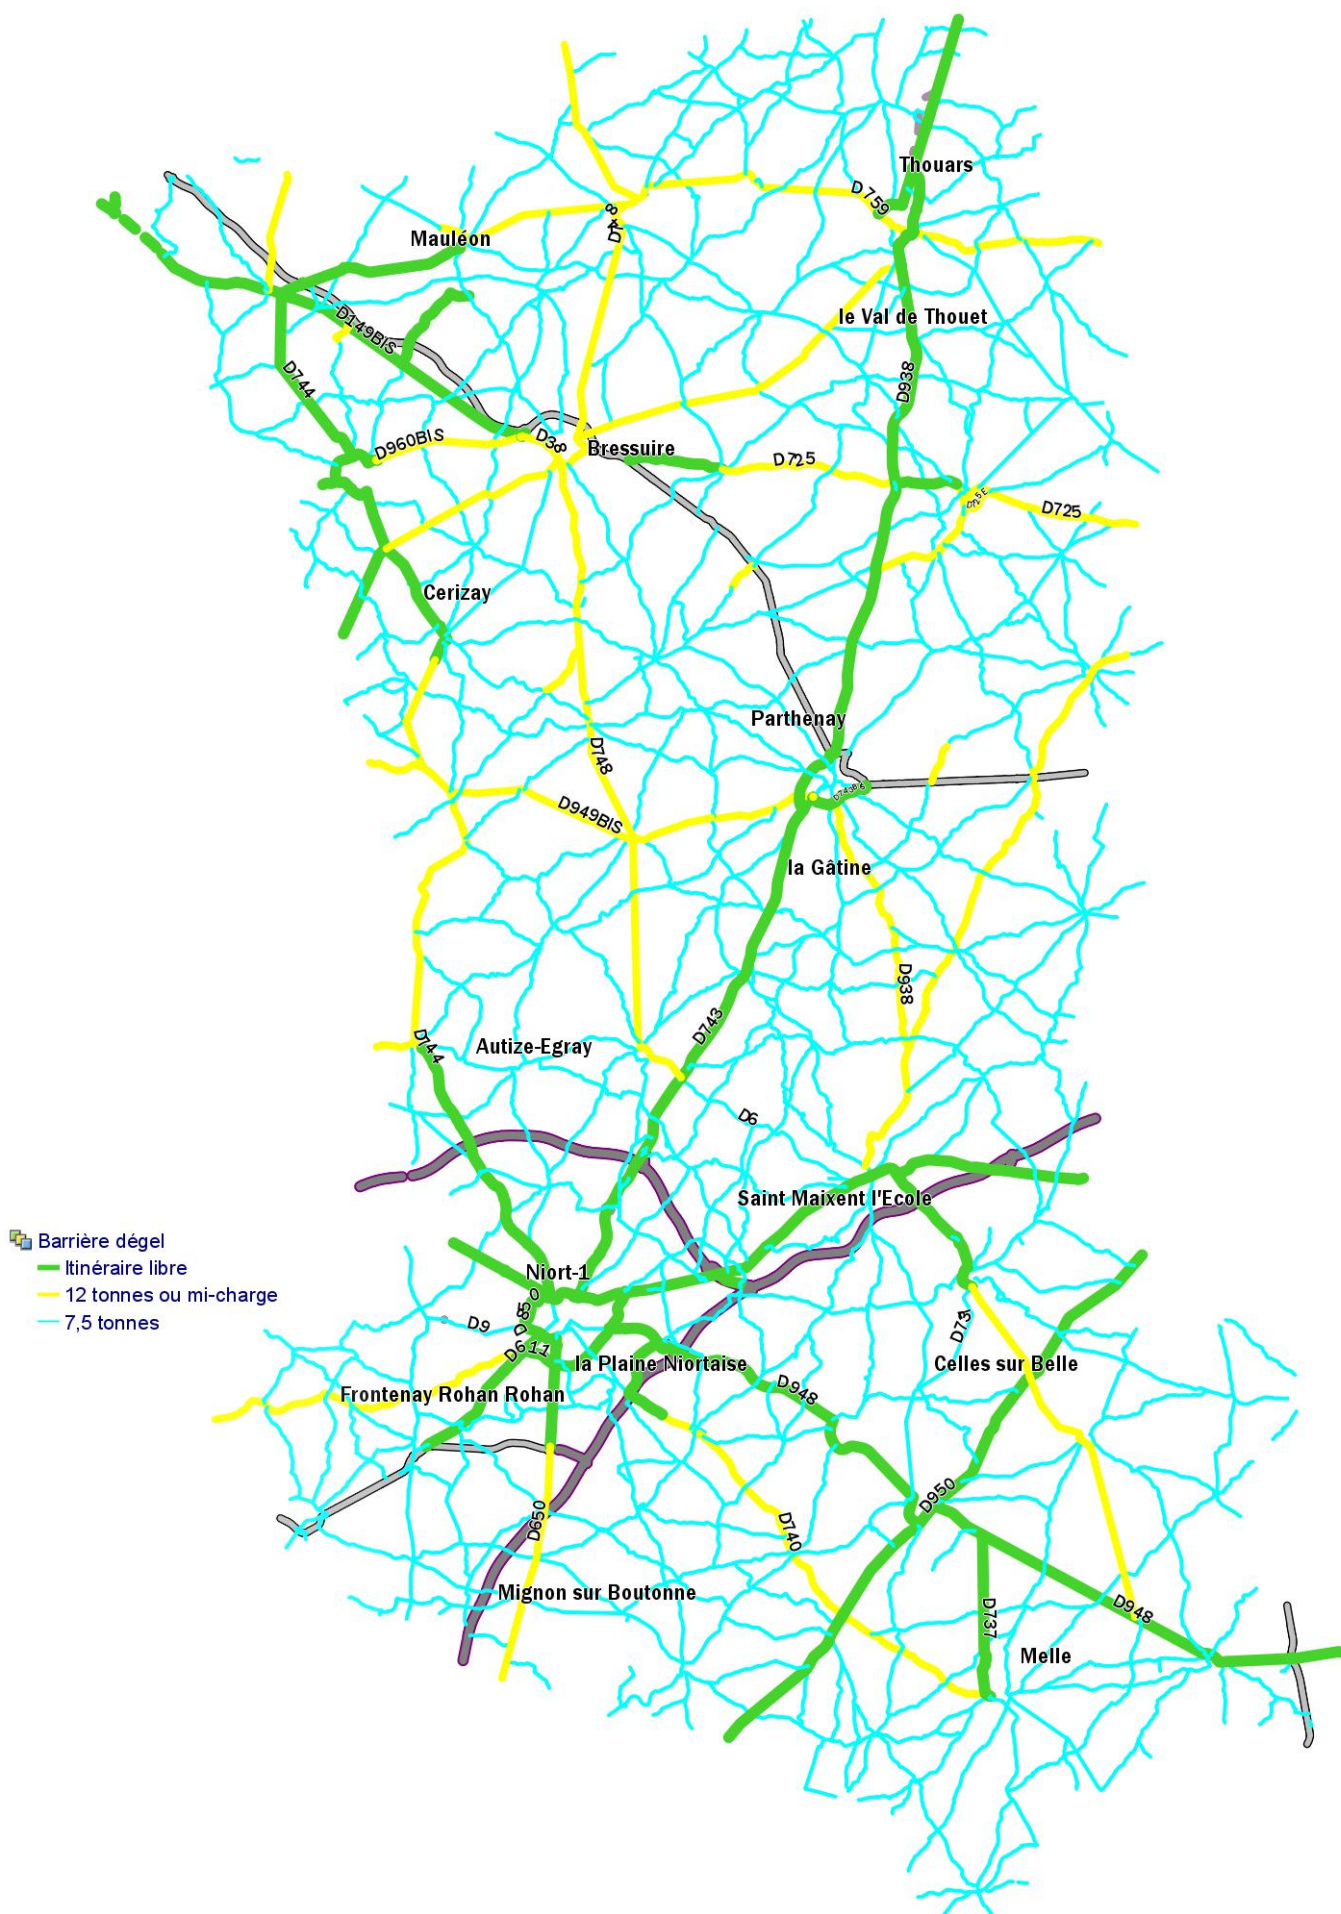 Thouars
D759
D748
Mauléon
le Val de Thouet
D149BIS
D744
D938
D960BIS
D38
Bressuire
D725
D725E
D725
Cerizay
Parthenay
D748
D949BIS
la Gâtine
D938
D743
D744
Autize-Egray
D6
Saint Maixent l'Ecole
Barrière dégel
Itinéraire libre
12 tonnes ou mi-charge
7,5 tonnes
Niort-1
D850
D9
D611
la Plaine Niortaise
Celles sur Belle
Frontenay Rohan Rohan
D948
D950
D650
D740
Mignon sur Boutonne
D737
D948
Melle